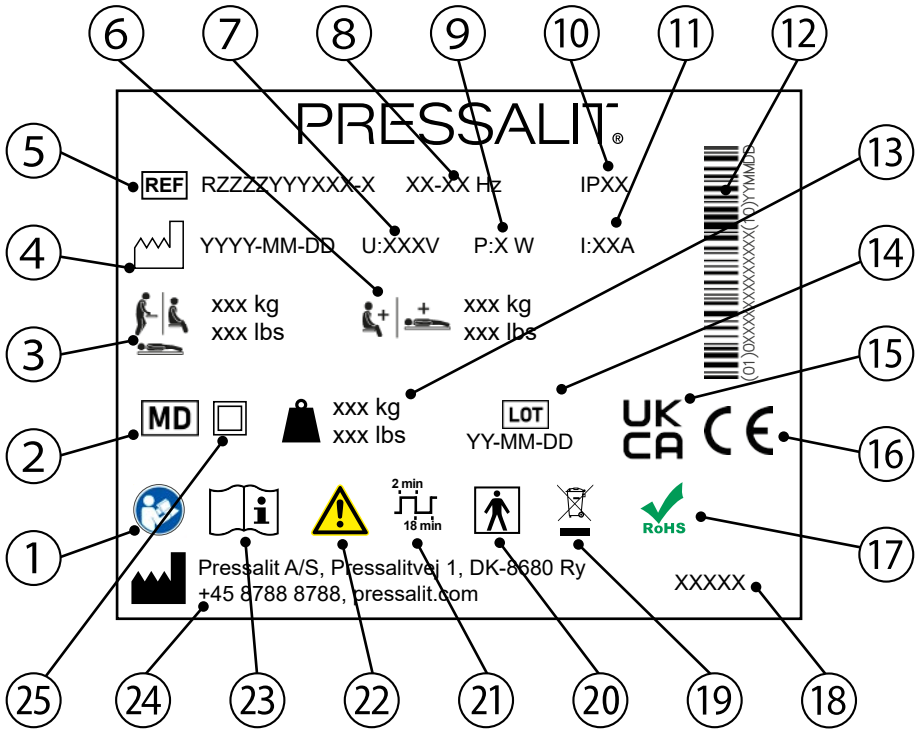 6 7 8 9 10 11 12
PRESSALIT®
5 REF RZZZZYYYXXX-X XX-XX Hz IPXX 13
4 YYYY-MM-DD U:XXXV P:X W I:XXA 14
3 xxx kg xxx kg 15
xxx lbs xxx lbs
(01)0XXXXXXXXXXXXX(10)YYMMDD
2 MD xxx kg LOT UK CE 16
xxx lbs YY-MM-DD CA
1 2 min RoHS 17
18 min
Pressalit A/S, Pressalitvej 1, DK-8680 Ry
+45 8788 8788, pressalit.com XXXXX
25 24 23 22 21 20 19 18